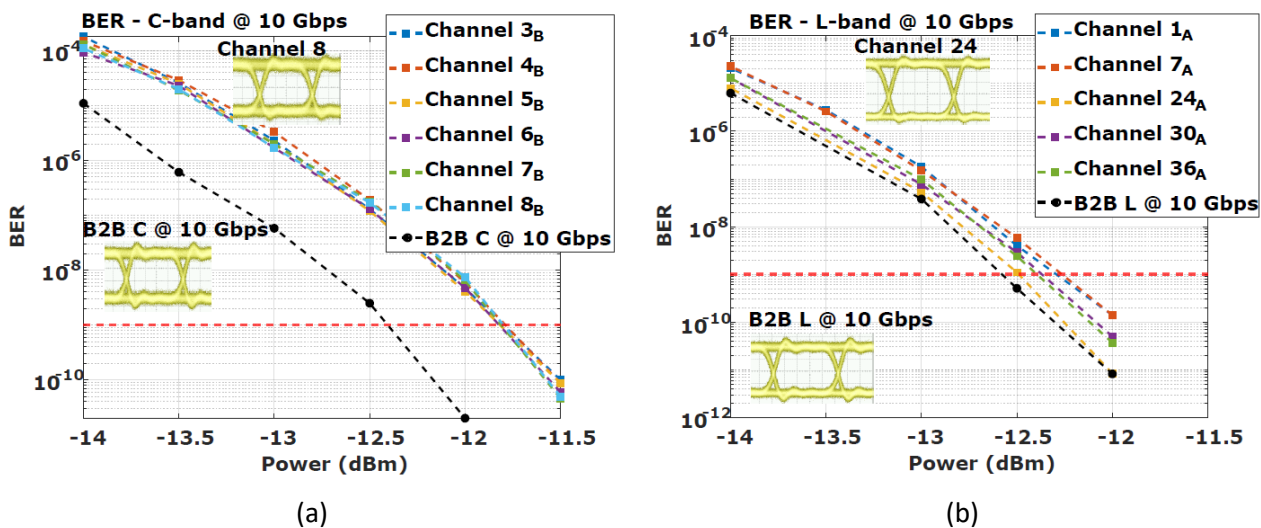 BER - C-band @ 10 Gbps
Channel 8
Channel 3B
Channel 4B
Channel 5B
Channel 6B
Channel 7B
Channel 8B
B2B C @ 10 Gbps
B2B C @ 10 Gbps
BER
10-4
10-6
10-8
10-10
-14
-13.5
-13
-12.5
-12
-11.5
Power (dBm)
(a)
BER - L-band @ 10 Gbps
Channel 24
Channel 1A
Channel 7A
Channel 24A
Channel 30A
Channel 36A
B2B L @ 10 Gbps
B2B L @ 10 Gbps
BER
10-4
10-6
10-8
10-10
10-12
-14
-13.5
-13
-12.5
-12
-11.5
Power (dBm)
(b)